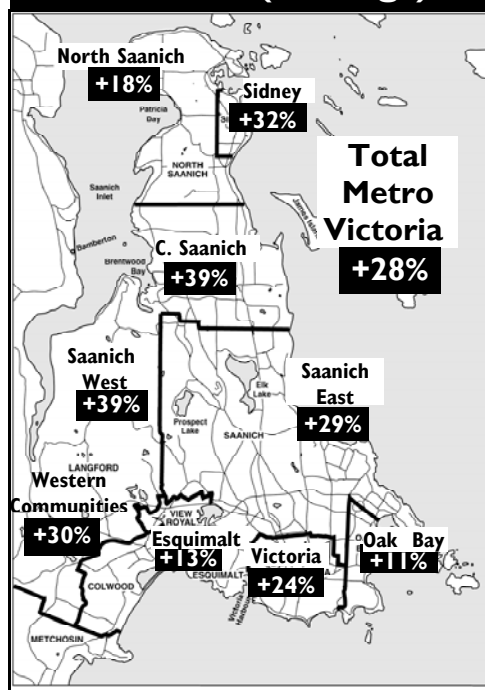 North Saanich
+18%
Patricia
Bay
Sidney
+32%
NORTH
SAANICH
Total
Metro
Victoria
+28%
Saanich
Inlet
James Island
Bamberton
Brentwood
Bay
C. Saanich
+39%
Saanich
West
+39%
Elk
Lake
Saanich
East
+29%
Prospect
Lake
SAANICH
LANGFORD
Western
Communities
+30%
VIEW
ROYAL
Esquimalt
+13%
ESQUIMALT
Victoria
+24%
Oak Bay
+11%
COLWOOD
METCHOSIN